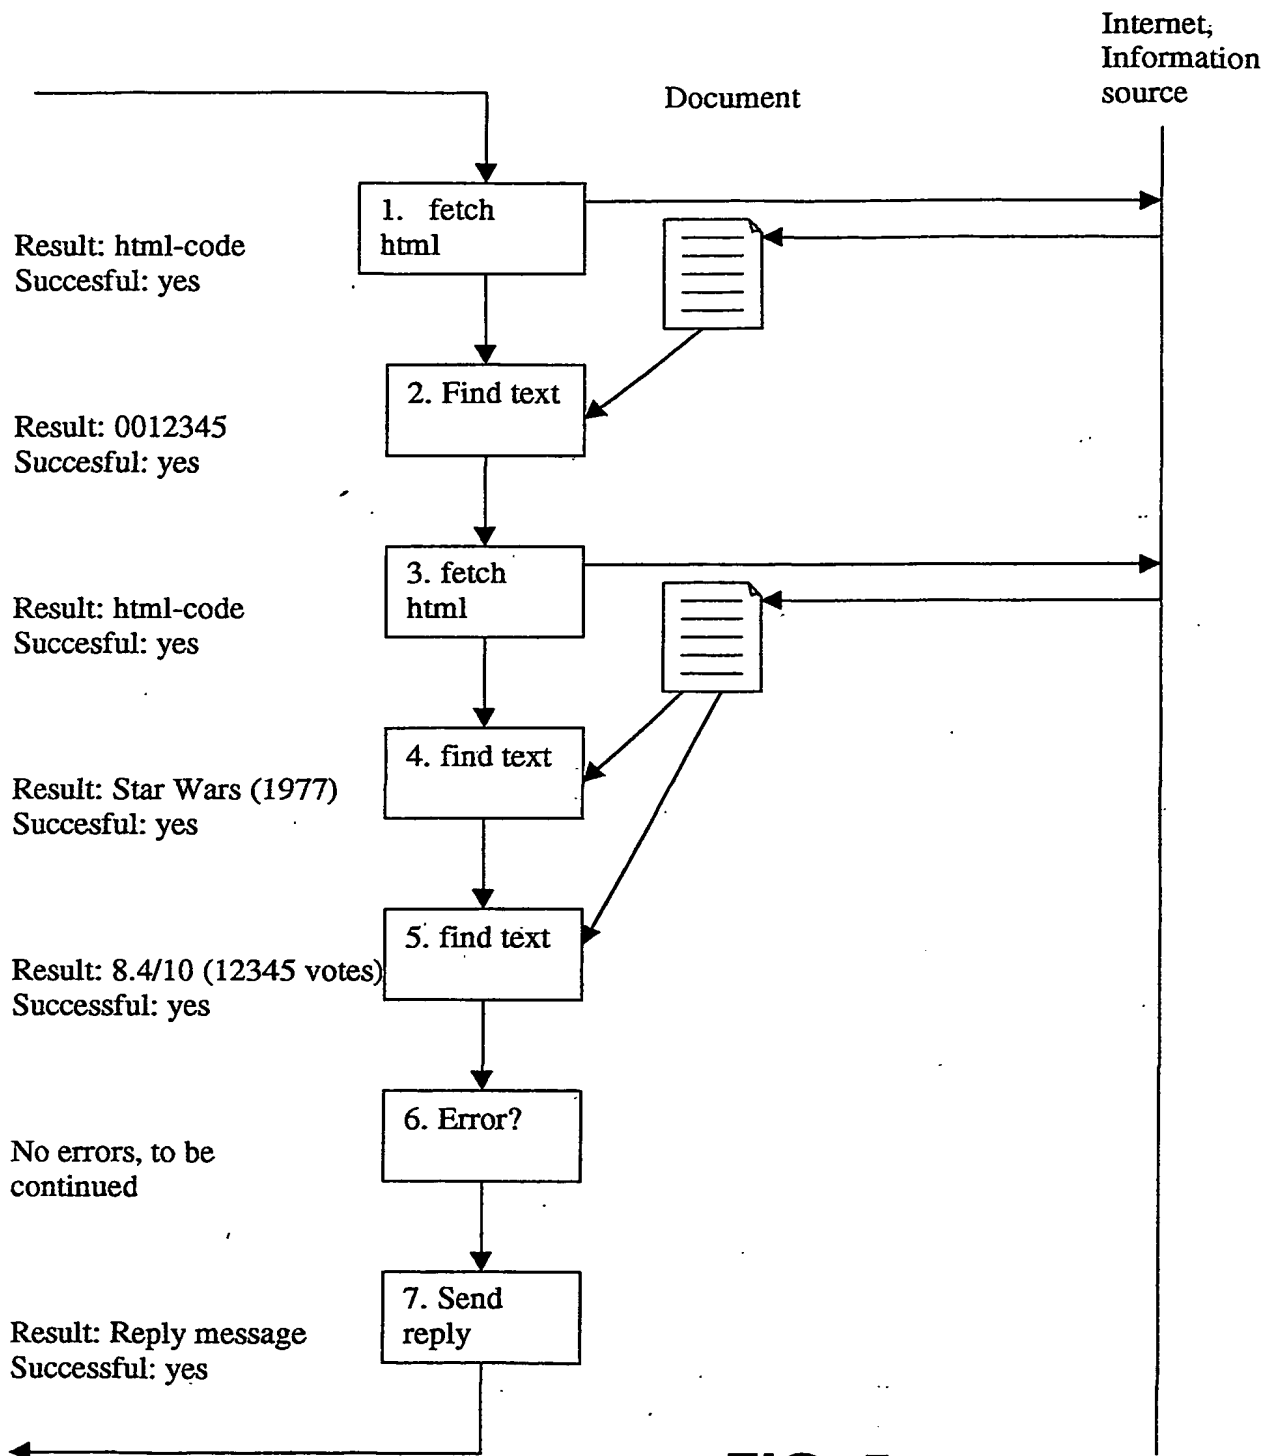 Internet,
Information
source
Document
1. fetch
html
Result: html-code
Succesful: yes
2. Find text
Result: 0012345
Succesful: yes
3. fetch
html
Result: html-code
Succesful: yes
4. find text
Result: Star Wars (1977)
Succesful: yes
5. find text
Result: 8.4/10 (12345 votes)
Successful: yes
6. Error?
No errors, to be
continued
7. Send
reply
Result: Reply message
Successful: yes